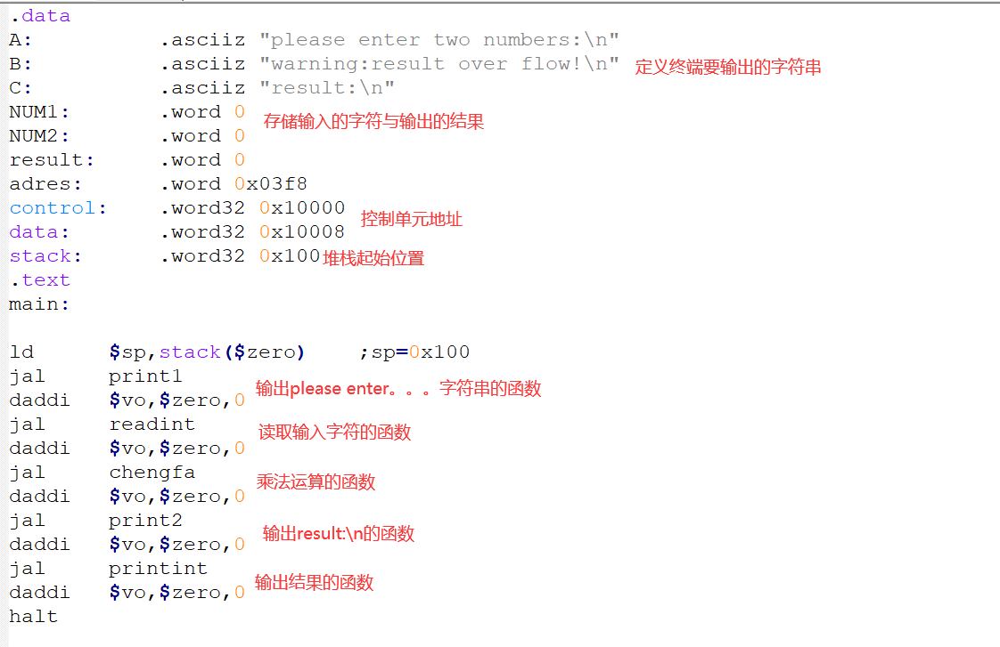 .data
A: .asciiz "please enter two numbers:\n"
B: .asciiz "warning:result over flow!\n" 定义终端要输出的字符串
C: .asciiz "result:\n"
NUM1: .word 0 存储输入的字符与输出的结果
NUM2: .word 0
result: .word 0
adres: .word 0x03f8
control: .word32 0x10000 控制单元地址
data: .word32 0x10008
stack: .word32 0x100 堆栈起始位置
.text
main:
ld $sp,stack($zero) ;sp=0x100
jal print1 输出please enter。。。字符串的函数
daddi $vo,$zero,0
jal readint 读取输入字符的函数
daddi $vo,$zero,0
jal chengfa 乘法运算的函数
daddi $vo,$zero,0
jal print2 输出result:\n的函数
daddi $vo,$zero,0
jal printint 输出结果的函数
daddi $vo,$zero,0
halt